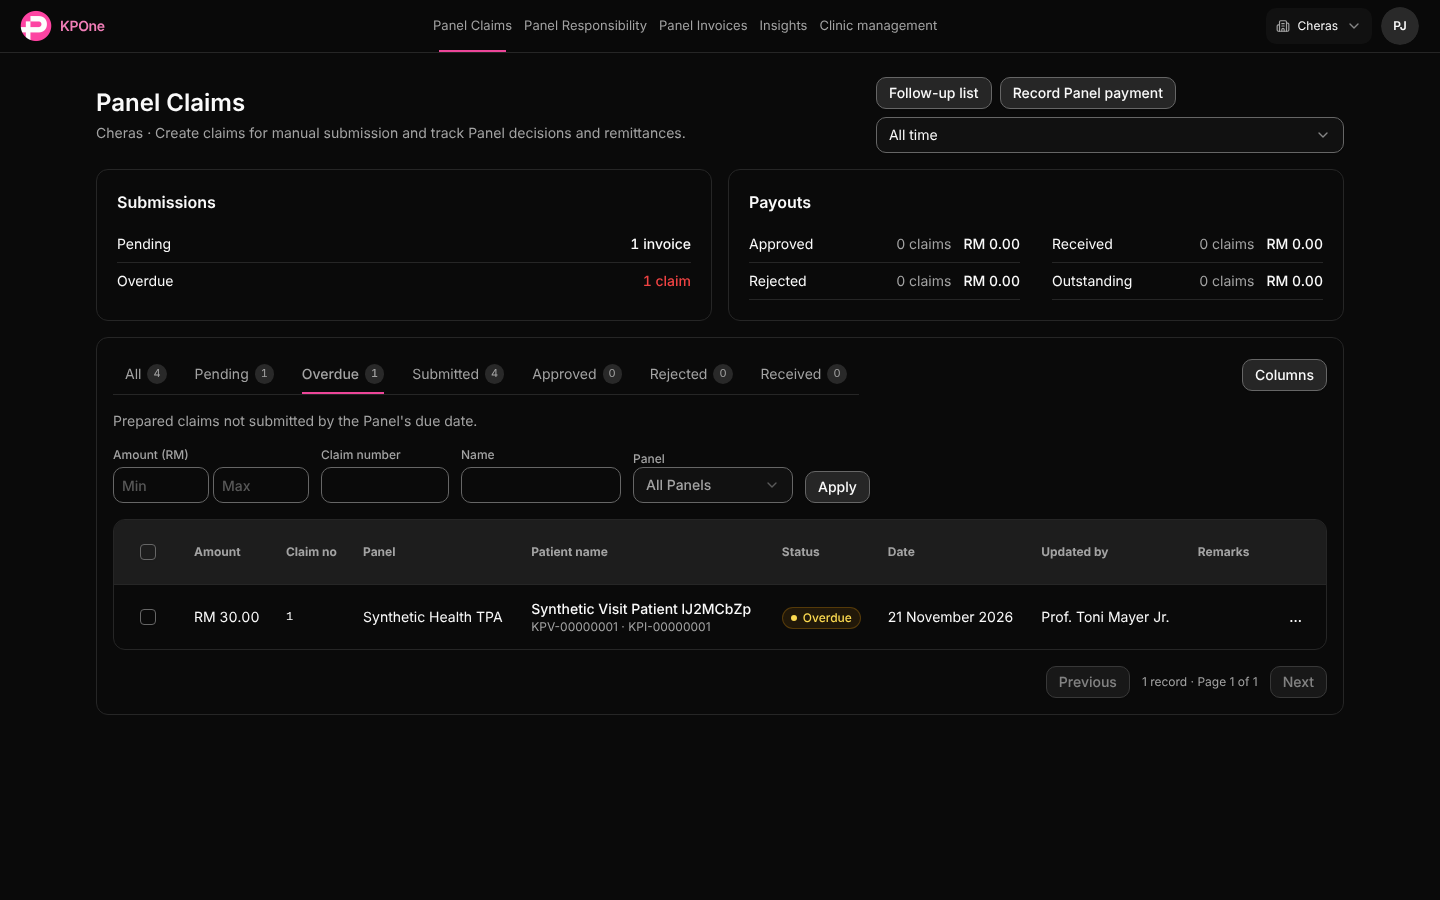 KPOne
Panel Claims Panel Responsibility Panel Invoices Insights Clinic management
Cheras
PJ
Panel Claims
Cheras · Create claims for manual submission and track Panel decisions and remittances.
Follow-up list Record Panel payment
All time
Submissions
Pending 1 invoice
Overdue 1 claim
Payouts
Approved 0 claims RM 0.00 Received 0 claims RM 0.00
Rejected 0 claims RM 0.00 Outstanding 0 claims RM 0.00
All 4 Pending 1 Overdue 1 Submitted 4 Approved 0 Rejected 0 Received 0
Columns
Prepared claims not submitted by the Panel's due date.
Amount (RM) Claim number Name Panel
Min Max All Panels Apply
Amount Claim no Panel Patient name Status Date Updated by Remarks
RM 30.00 1 Synthetic Health TPA Synthetic Visit Patient IJ2MCbZp Overdue 21 November 2026 Prof. Toni Mayer Jr. ...
KPV-00000001 · KPI-00000001
Previous 1 record · Page 1 of 1 Next